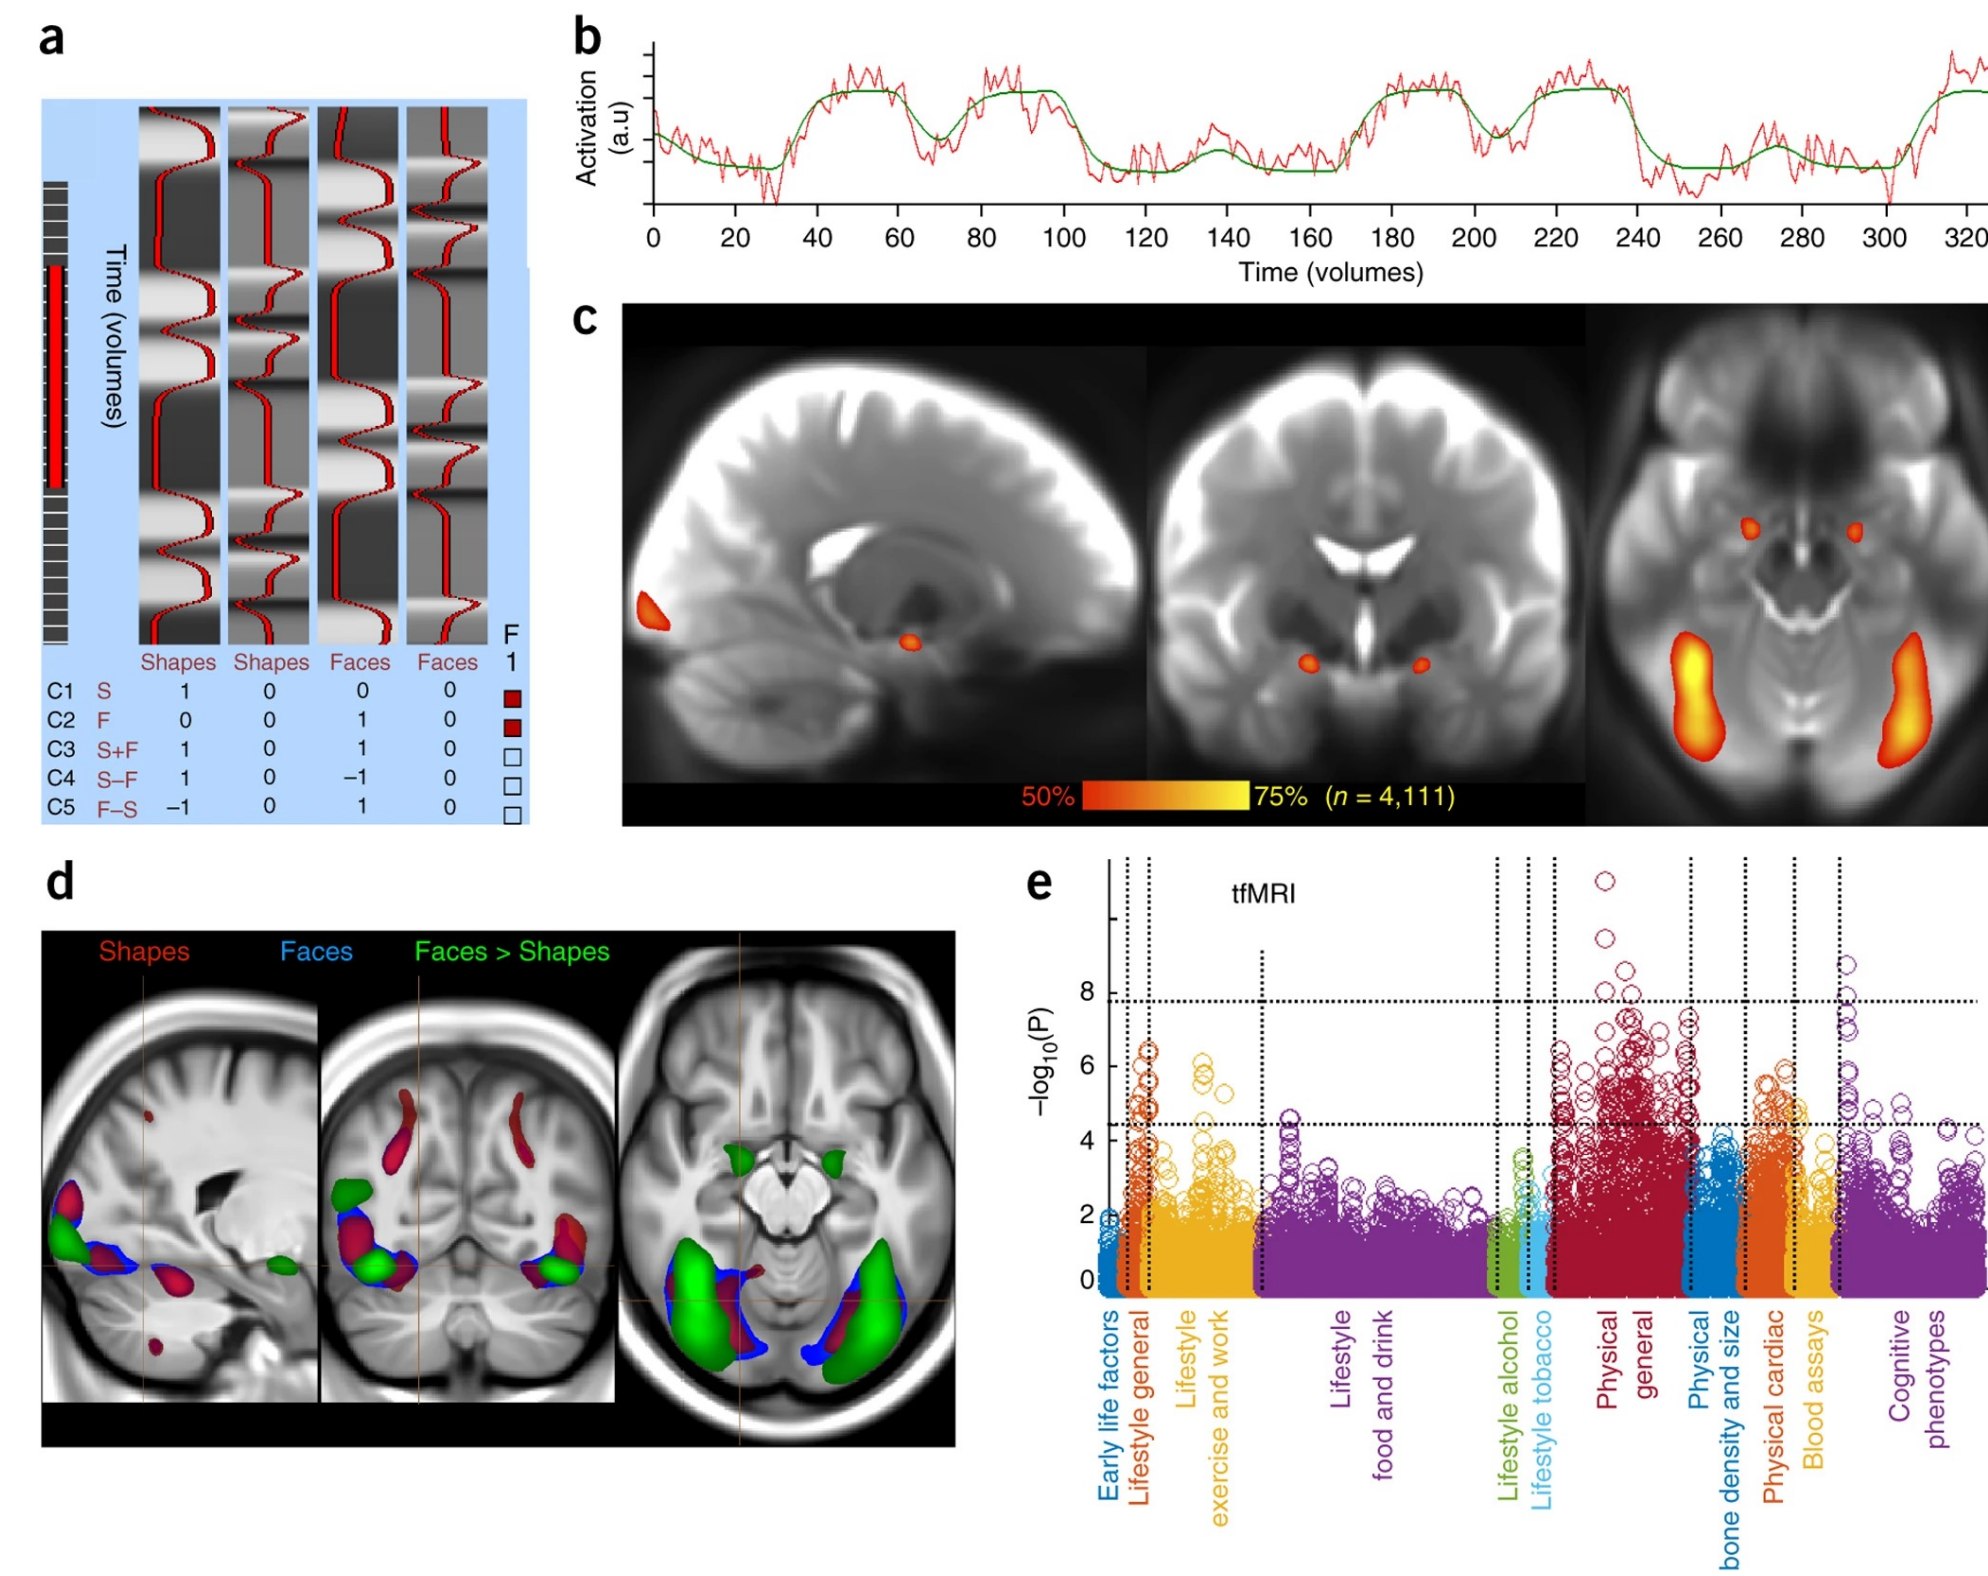 a
Time (volumes)
Shapes Shapes Faces Faces
F
1
C1 S 1 0 0 0
C2 F 0 0 1 0
C3 S+F 1 0 1 0
C4 S–F 1 0 –1 0
C5 F–S –1 0 1 0
b
Activation
(a.u)
0 20 40 60 80 100 120 140 160 180 200 220 240 260 280 300 320
Time (volumes)
c
50% 75% (n = 4,111)
d
Shapes Faces Faces > Shapes
e
tfMRI
–log10(P)
8
6
4
2
0
Early life factors
Lifestyle general
Lifestyle
exercise and work
Lifestyle
food and drink
Lifestyle alcohol
Lifestyle tobacco
Physical
general
Physical
bone density and size
Physical cardiac
Blood assays
Cognitive
phenotypes